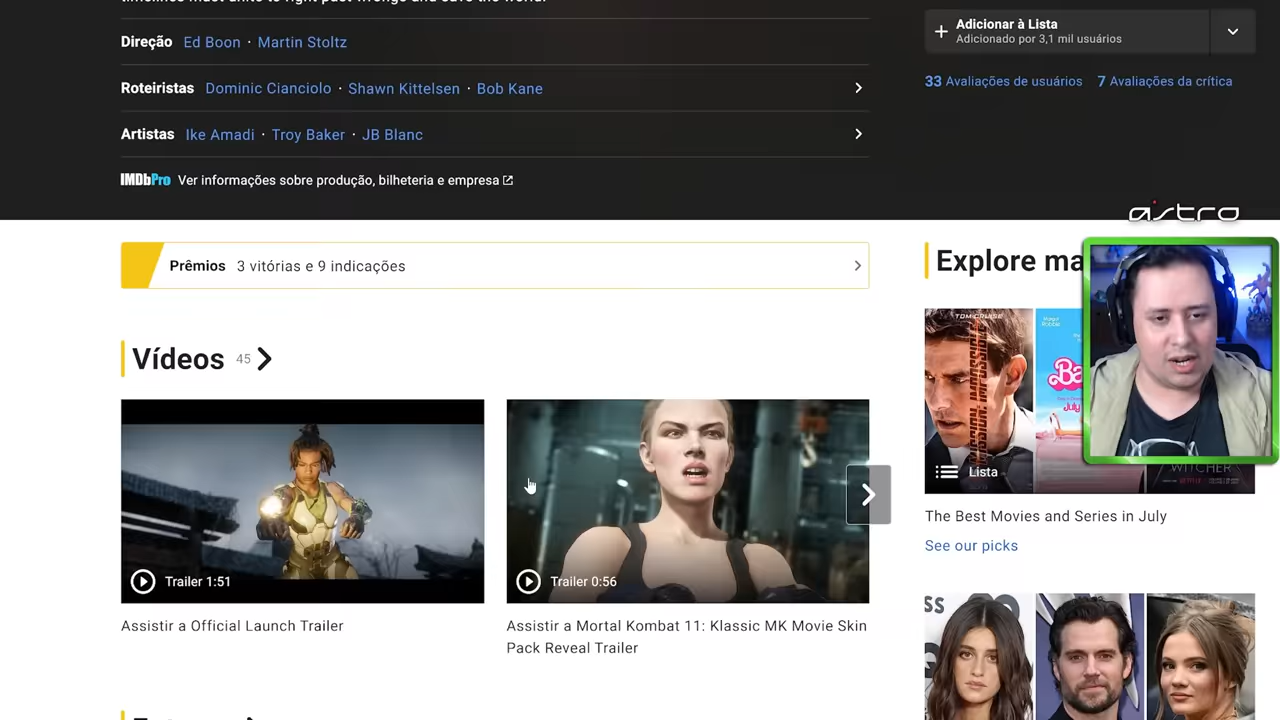 Direção Ed Boon · Martin Stoltz
Roteiristas Dominic Cianciolo · Shawn Kittelsen · Bob Kane
Artistas Ike Amadi · Troy Baker · JB Blanc
IMDbPro Ver informações sobre produção, bilheteria e empresa
Adicionar à Lista
Adicionado por 3,1 mil usuários
33 Avaliações de usuários 7 Avaliações da crítica
astro
Prêmios 3 vitórias e 9 indicações
Vídeos 45
Trailer 1:51
Assistir a Official Launch Trailer
Trailer 0:56
Assistir a Mortal Kombat 11: Klassic MK Movie Skin
Pack Reveal Trailer
Explore ma
TOM CRUISE
Lista
WITCHER
The Best Movies and Series in July
See our picks